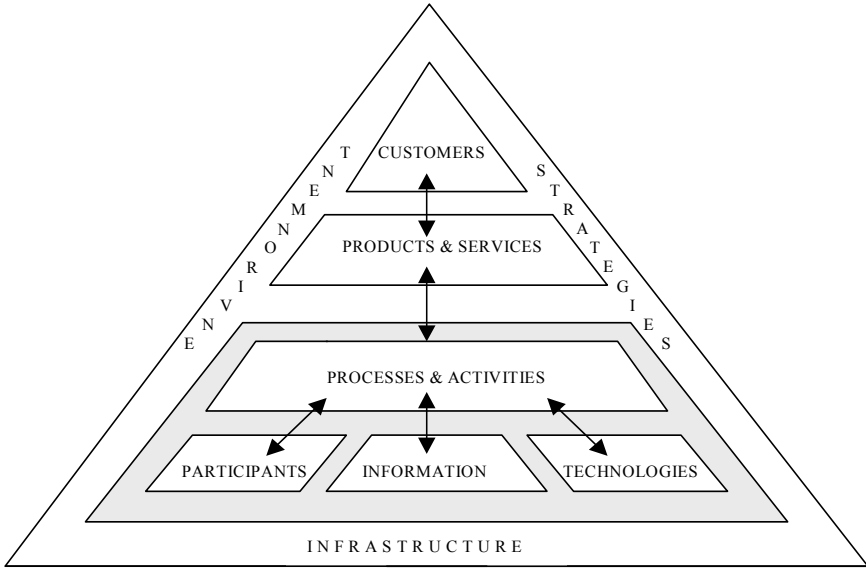 CUSTOMERS
ENVIRONMENT
STRATEGIES
PRODUCTS & SERVICES
PROCESSES & ACTIVITIES
PARTICIPANTS
INFORMATION
TECHNOLOGIES
INFRASTRUCTURE